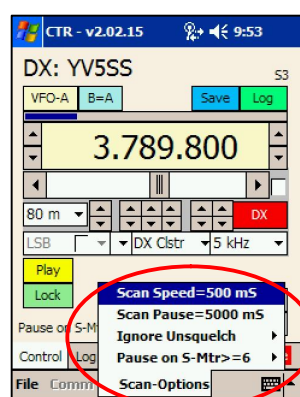 CTR - v2.02.15 9:53
DX: YV5SS S3
VFO-A B=A Save Log
3.789.800
80 m DX
LSB DX Clstr 5 kHz
Play
Lock
Scan Speed=500 mS
Scan Pause=5000 mS
Pause on S-M
Ignore Unsquelch
Control Log
Pause on S-Mtr>=6
File Comm Scan-Options